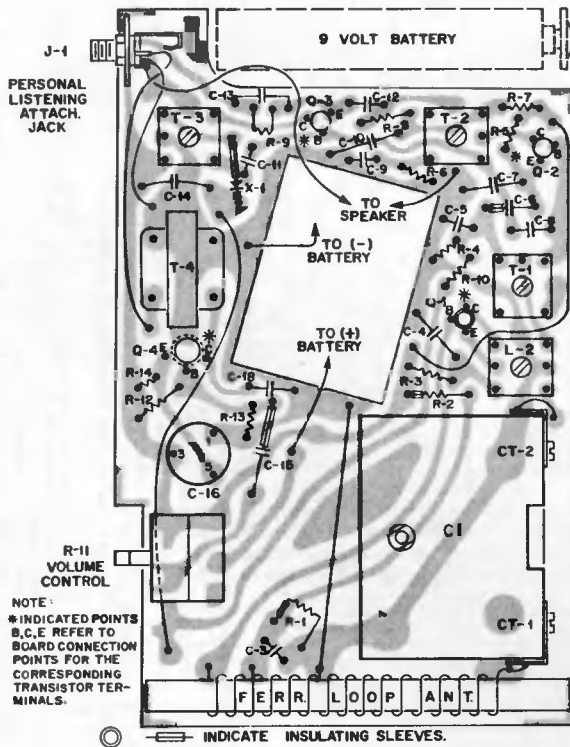 9 VOLT BATTERY
J-1
PERSONAL
LISTENING
ATTACH.
JACK
C-13
Q-3
C
E
B
*
C-12
R-7
T-3
R-9
T-2
C
B
E
*
Q-2
C-11
C-9
R-6
C-7
X-1
TO
SPEAKER
C-14
C-5
TO (-)
BATTERY
R-4
R-10
T-4
T-1
*
C
B
E
TO (+)
BATTERY
C-4
Q-4
E
B
*
L-2
R-14
R-12
R-3
R-2
R-13
C-15
3
C-16
CT-2
C1
R-11
VOLUME
CONTROL
NOTE:
*INDICATED POINTS
B,C,E REFER TO
BOARD CONNECTION
POINTS FOR THE
CORRESPONDING
TRANSISTOR TER-
MINALS.
R-1
C-3
CT-1
FERR. LOOP ANT.
INDICATE INSULATING SLEEVES.